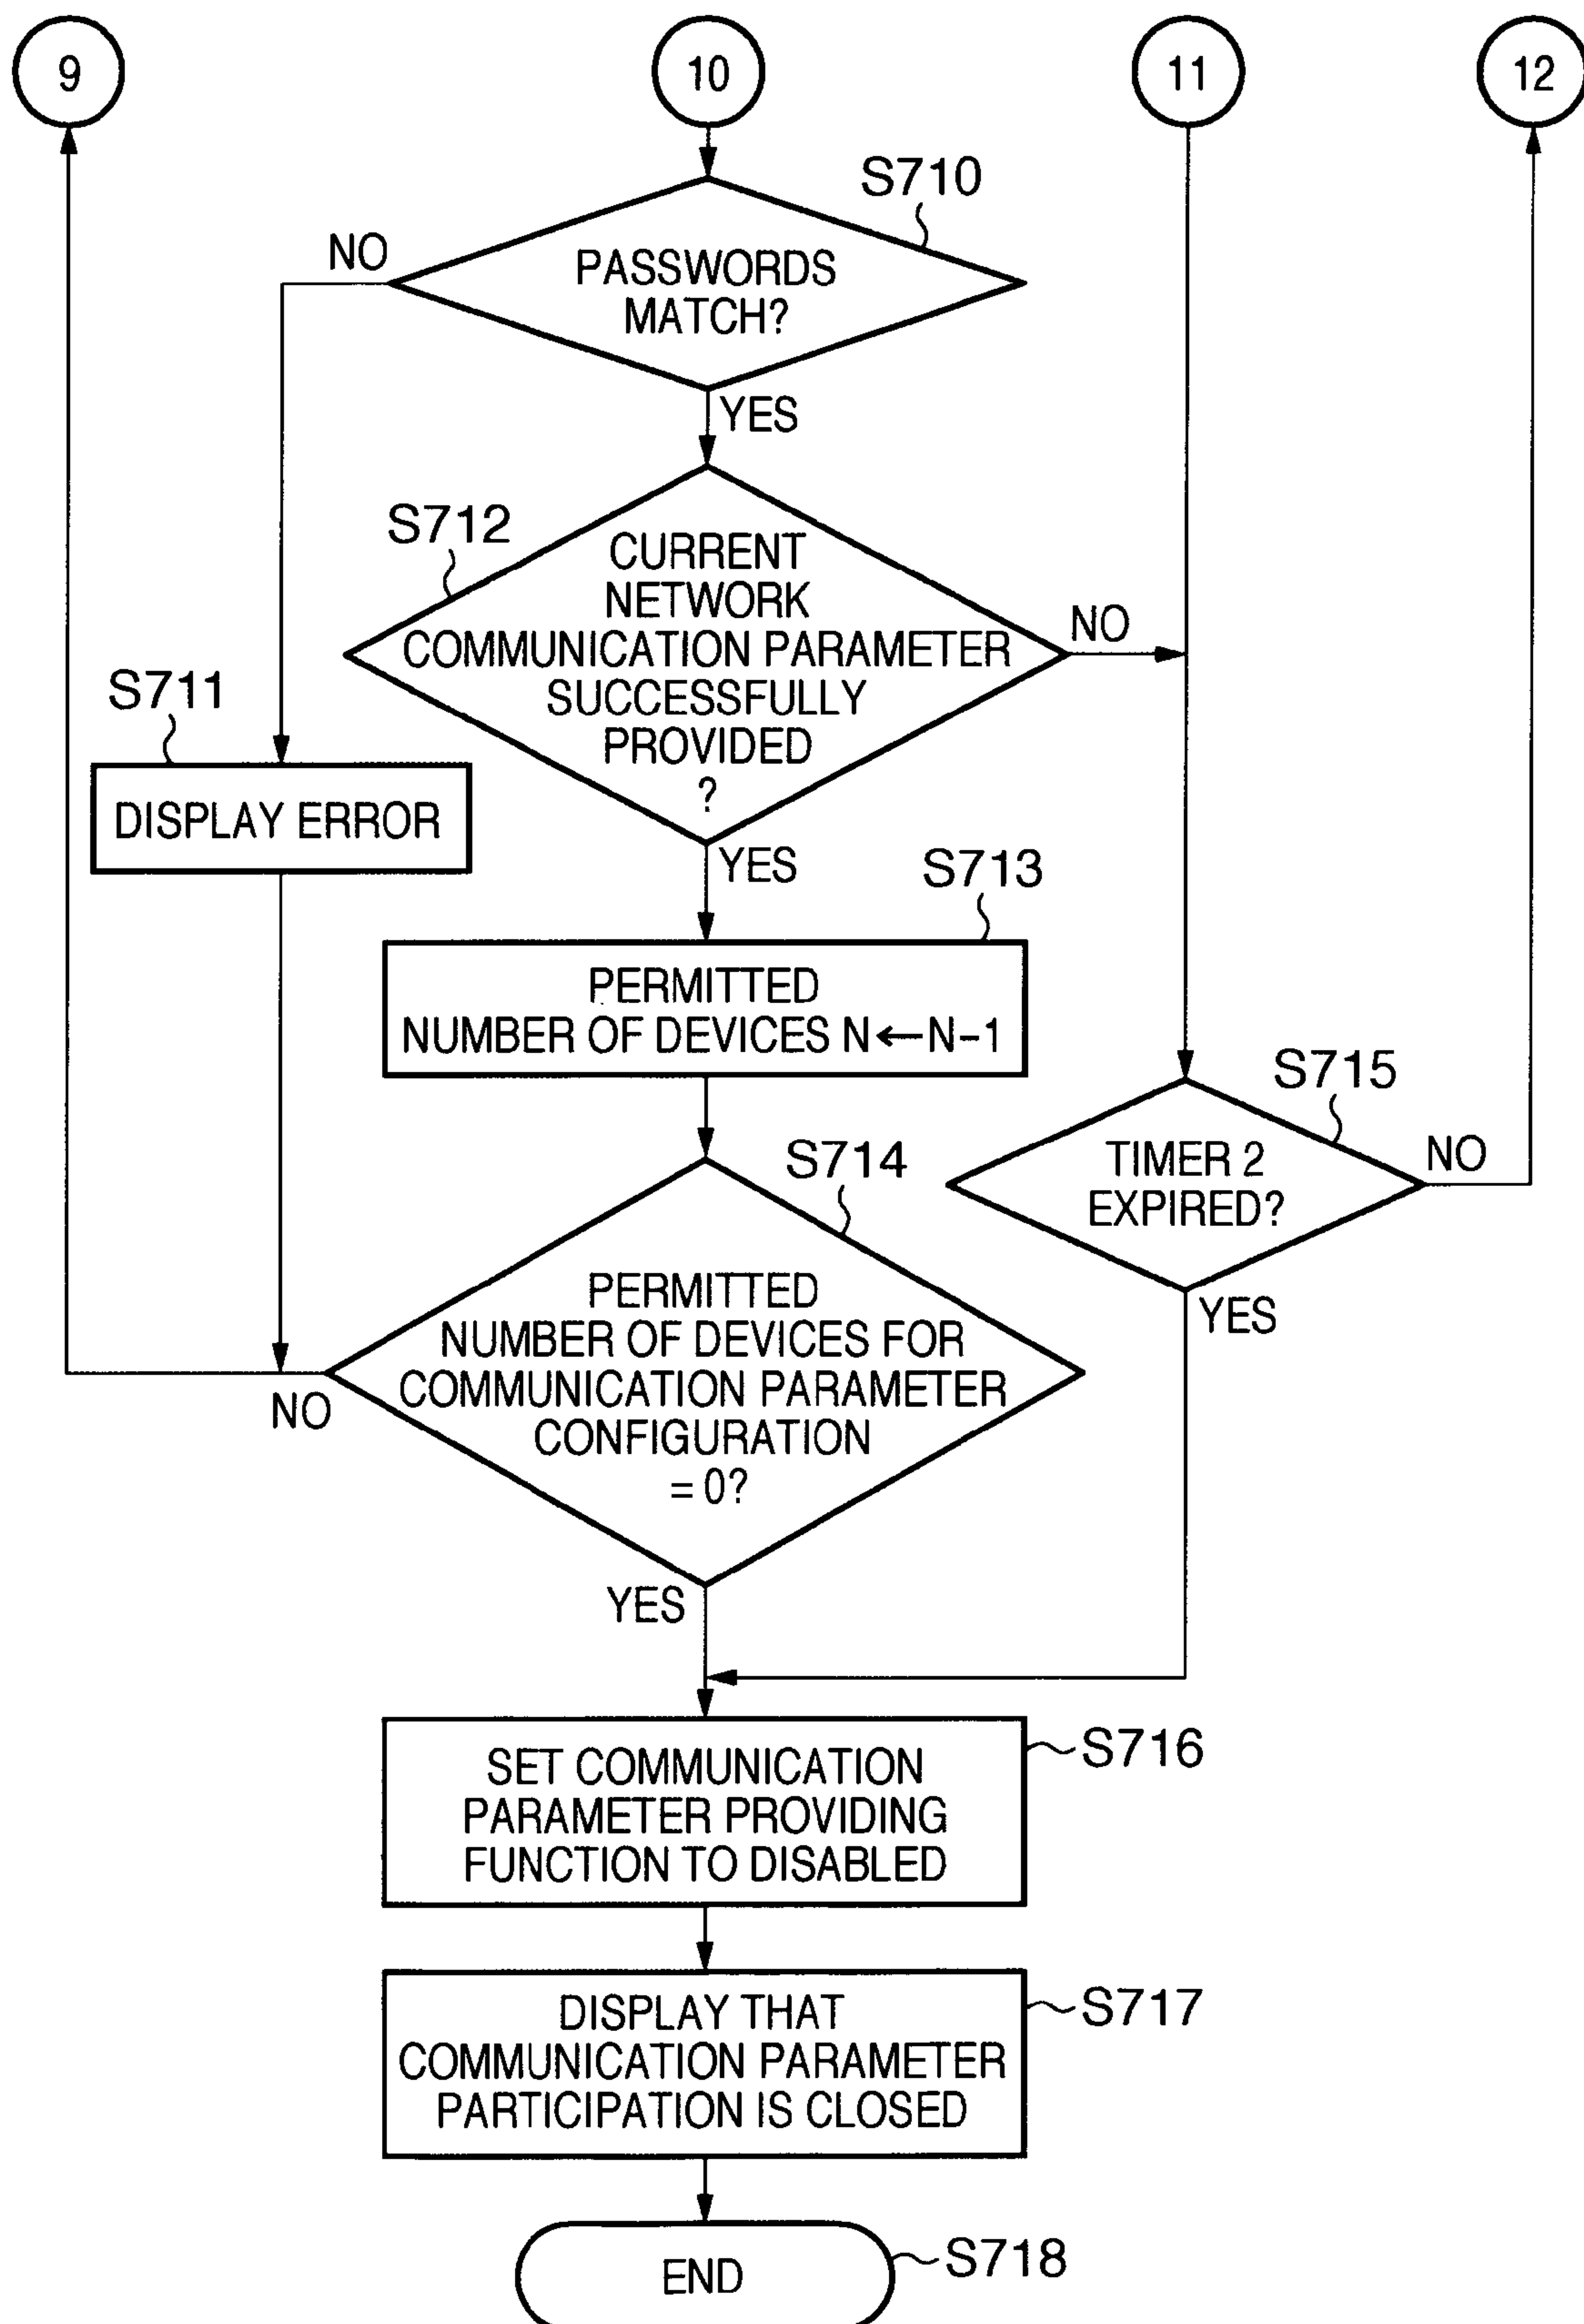 9
10
11
12
S710
NO
PASSWORDS
MATCH?
YES
S712
CURRENT
NETWORK
COMMUNICATION PARAMETER
SUCCESSFULLY
PROVIDED
?
NO
S711
DISPLAY ERROR
YES
S713
PERMITTED
NUMBER OF DEVICES N←N-1
S715
TIMER 2
EXPIRED?
NO
YES
S714
PERMITTED
NUMBER OF DEVICES FOR
COMMUNICATION PARAMETER
CONFIGURATION
= 0?
NO
YES
SET COMMUNICATION
PARAMETER PROVIDING
FUNCTION TO DISABLED
S716
DISPLAY THAT
COMMUNICATION PARAMETER
PARTICIPATION IS CLOSED
S717
END
S718